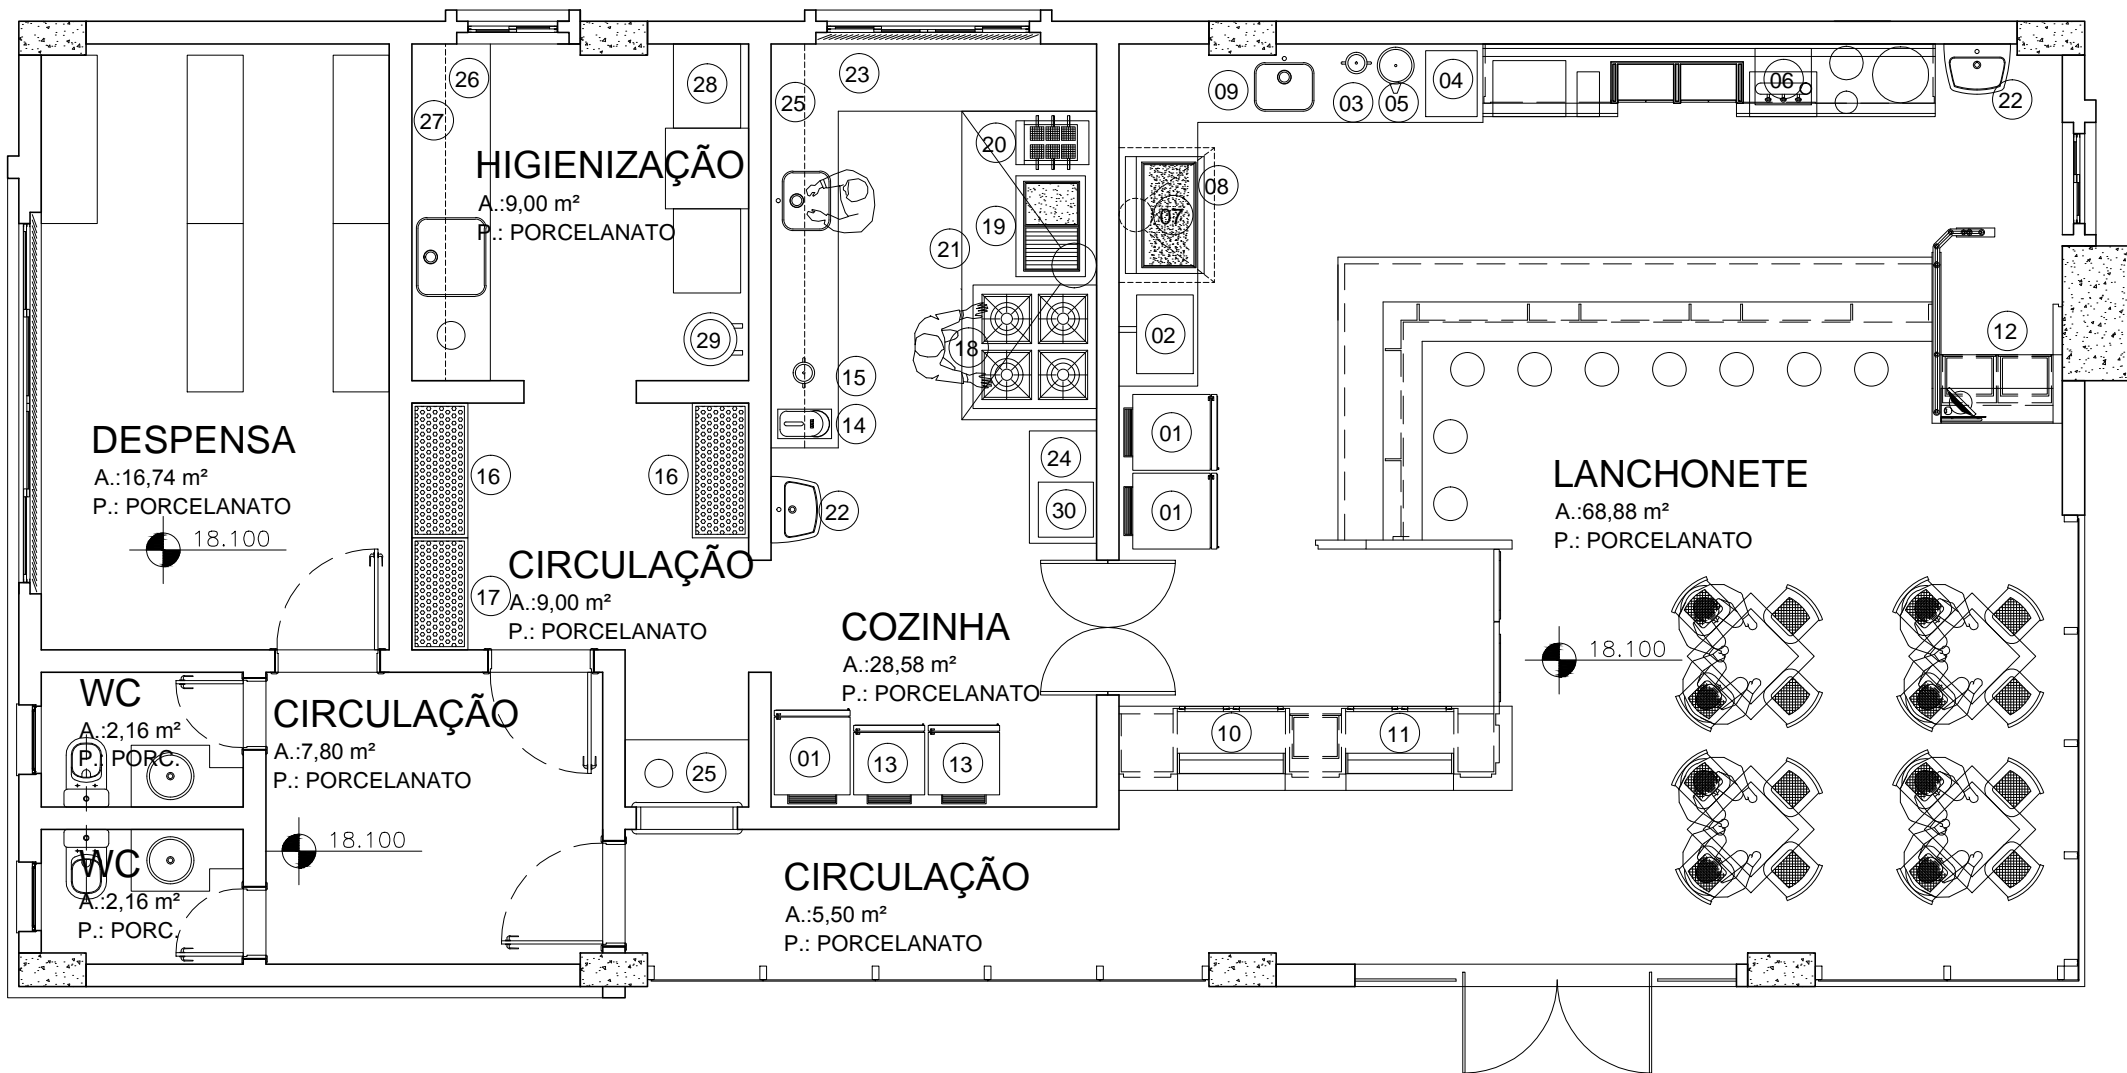 26
27
28
HIGIENIZAÇÃO
A.:9,00 m²
P.: PORCELANATO
29
23
25
20
19
21
18
15
14
24
30
22
09
03
05
04
06
22
08
07
02
01
01
12
DESPENSA
A.:16,74 m²
P.: PORCELANATO
18.100
16
16
17
CIRCULAÇÃO
A.:9,00 m²
P.: PORCELANATO
COZINHA
A.:28,58 m²
P.: PORCELANATO
LANCHONETE
A.:68,88 m²
P.: PORCELANATO
18.100
WC
A.:2,16 m²
P.: PORC.
CIRCULAÇÃO
A.:7,80 m²
P.: PORCELANATO
18.100
25
01
13
13
10
11
WC
A.:2,16 m²
P.: PORC.
CIRCULAÇÃO
A.:5,50 m²
P.: PORCELANATO